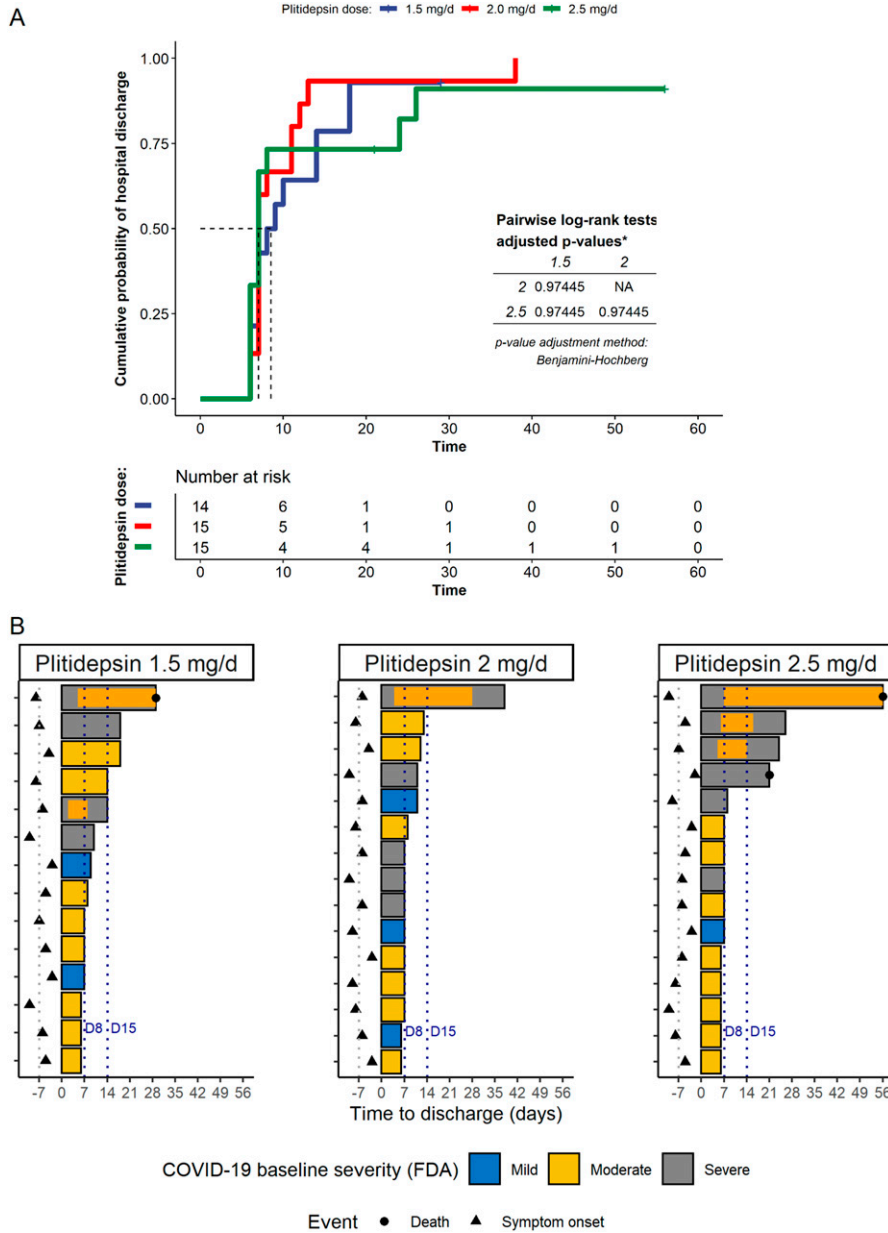 A
Plitidepsin dose: 1.5 mg/d 2.0 mg/d 2.5 mg/d
Cumulative probability of hospital discharge
1.00
0.75
0.50
0.25
0.00
Pairwise log-rank tests
adjusted p-values*
1.5 2
2 0.97445 NA
2.5 0.97445 0.97445
p-value adjustment method:
Benjamini-Hochberg
0 10 20 30 40 50 60
Time
Plitidepsin dose:
Number at risk
14 6 1 0 0 0 0
15 5 1 1 0 0 0
15 4 4 1 1 1 0
0 10 20 30 40 50 60
Time
B
Plitidepsin 1.5 mg/d Plitidepsin 2 mg/d Plitidepsin 2.5 mg/d
D8 D15 D8 D15 D8 D15
-7 0 7 14 21 28 35 42 49 56 -7 0 7 14 21 28 35 42 49 56 -7 0 7 14 21 28 35 42 49 56
Time to discharge (days)
COVID-19 baseline severity (FDA) Mild Moderate Severe
Event Death Symptom onset